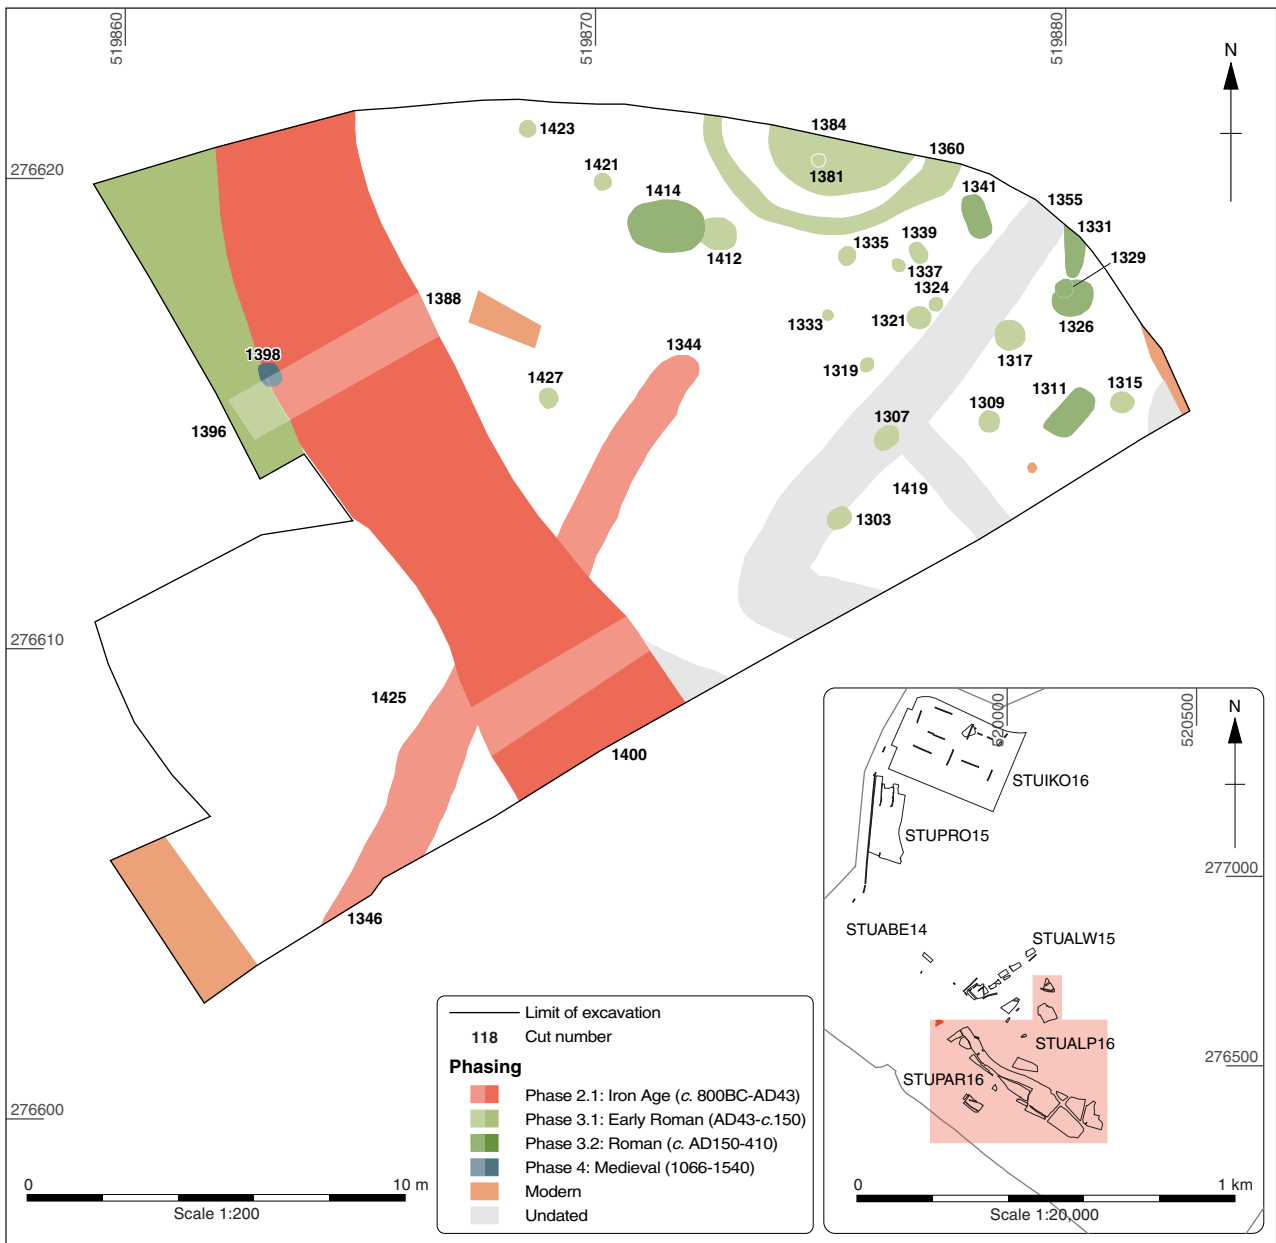 519860
519870
519880
N
1423
1384
1360
276620
1421
1381
1341
1414
1355
1331
1412
1335
1339
1329
1337
1388
1324
1333
1321
1326
1317
1398
1344
1319
1427
1311
1315
1309
1396
1307
1419
1303
276610
1425
1400
1346
276600
0
10 m
Scale 1:200
Limit of excavation
118 Cut number
Phasing
Phase 2.1: Iron Age (c. 800BC-AD43)
Phase 3.1: Early Roman (AD43-c.150)
Phase 3.2: Roman (c. AD150-410)
Phase 4: Medieval (1066-1540)
Modern
Undated
520000
520500
N
STUIKO16
STUPRO15
277000
STUABE14
STUALW15
STUALP16
276500
STUPAR16
0
1 km
Scale 1:20,000